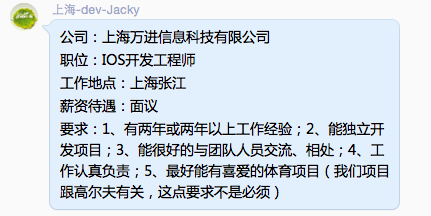 上海-dev-Jacky
公司：上海万进信息科技有限公司
职位：IOS开发工程师
工作地点：上海张江
薪资待遇：面议
要求：1、有两年或两年以上工作经验；2、能独立开
发项目；3、能很好的与团队人员交流、相处；4、工
作认真负责；5、最好能有喜爱的体育项目（我们项目
跟高尔夫有关，这点要求不是必须）